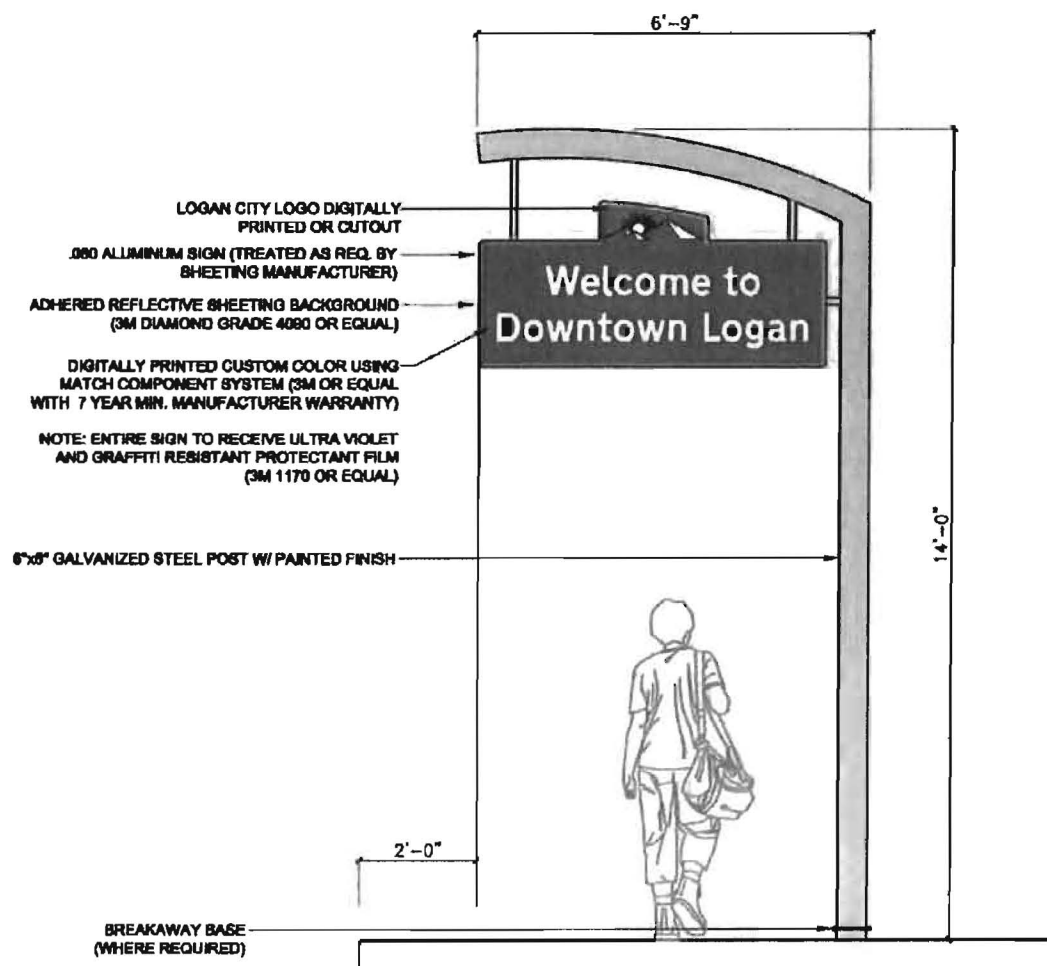 6'-9"
LOGAN CITY LOGO DIGITALLY
PRINTED OR CUTOUT
.080 ALUMINUM SIGN (TREATED AS REQ. BY
SHEETING MANUFACTURER)
ADHERED REFLECTIVE SHEETING BACKGROUND
(3M DIAMOND GRADE 4090 OR EQUAL)
DIGITALLY PRINTED CUSTOM COLOR USING
MATCH COMPONENT SYSTEM (3M OR EQUAL
WITH 7 YEAR MIN. MANUFACTURER WARRANTY)
NOTE: ENTIRE SIGN TO RECEIVE ULTRA VIOLET
AND GRAFFITI RESISTANT PROTECTANT FILM
(3M 1170 OR EQUAL)
Welcome to
Downtown Logan
6"x6" GALVANIZED STEEL POST W/ PAINTED FINISH
14'-0"
2'-0"
BREAKAWAY BASE
(WHERE REQUIRED)